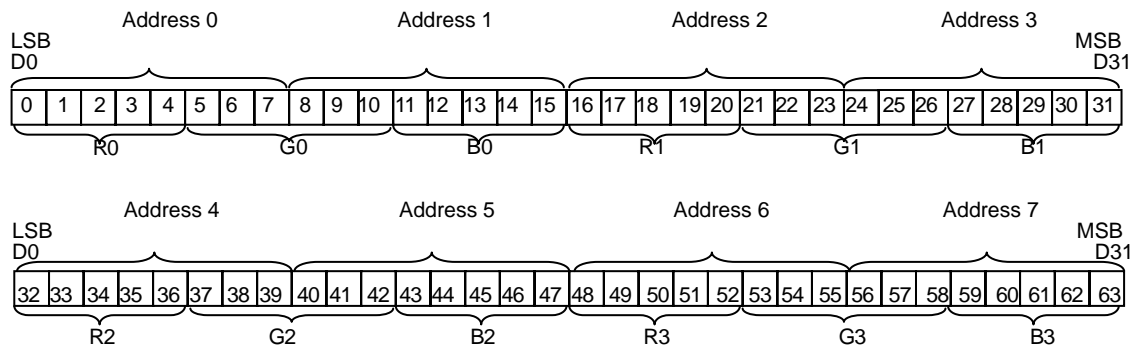 Address 0 Address 1 Address 2 Address 3
LSB MSB
D0 D31
0 1 2 3 4 5 6 7 8 9 10 11 12 13 14 15 16 17 18 19 20 21 22 23 24 25 26 27 28 29 30 31
R0 G0 B0 R1 G1 B1
Address 4 Address 5 Address 6 Address 7
LSB MSB
D0 D31
32 33 34 35 36 37 38 39 40 41 42 43 44 45 46 47 48 49 50 51 52 53 54 55 56 57 58 59 60 61 62 63
R2 G2 B2 R3 G3 B3